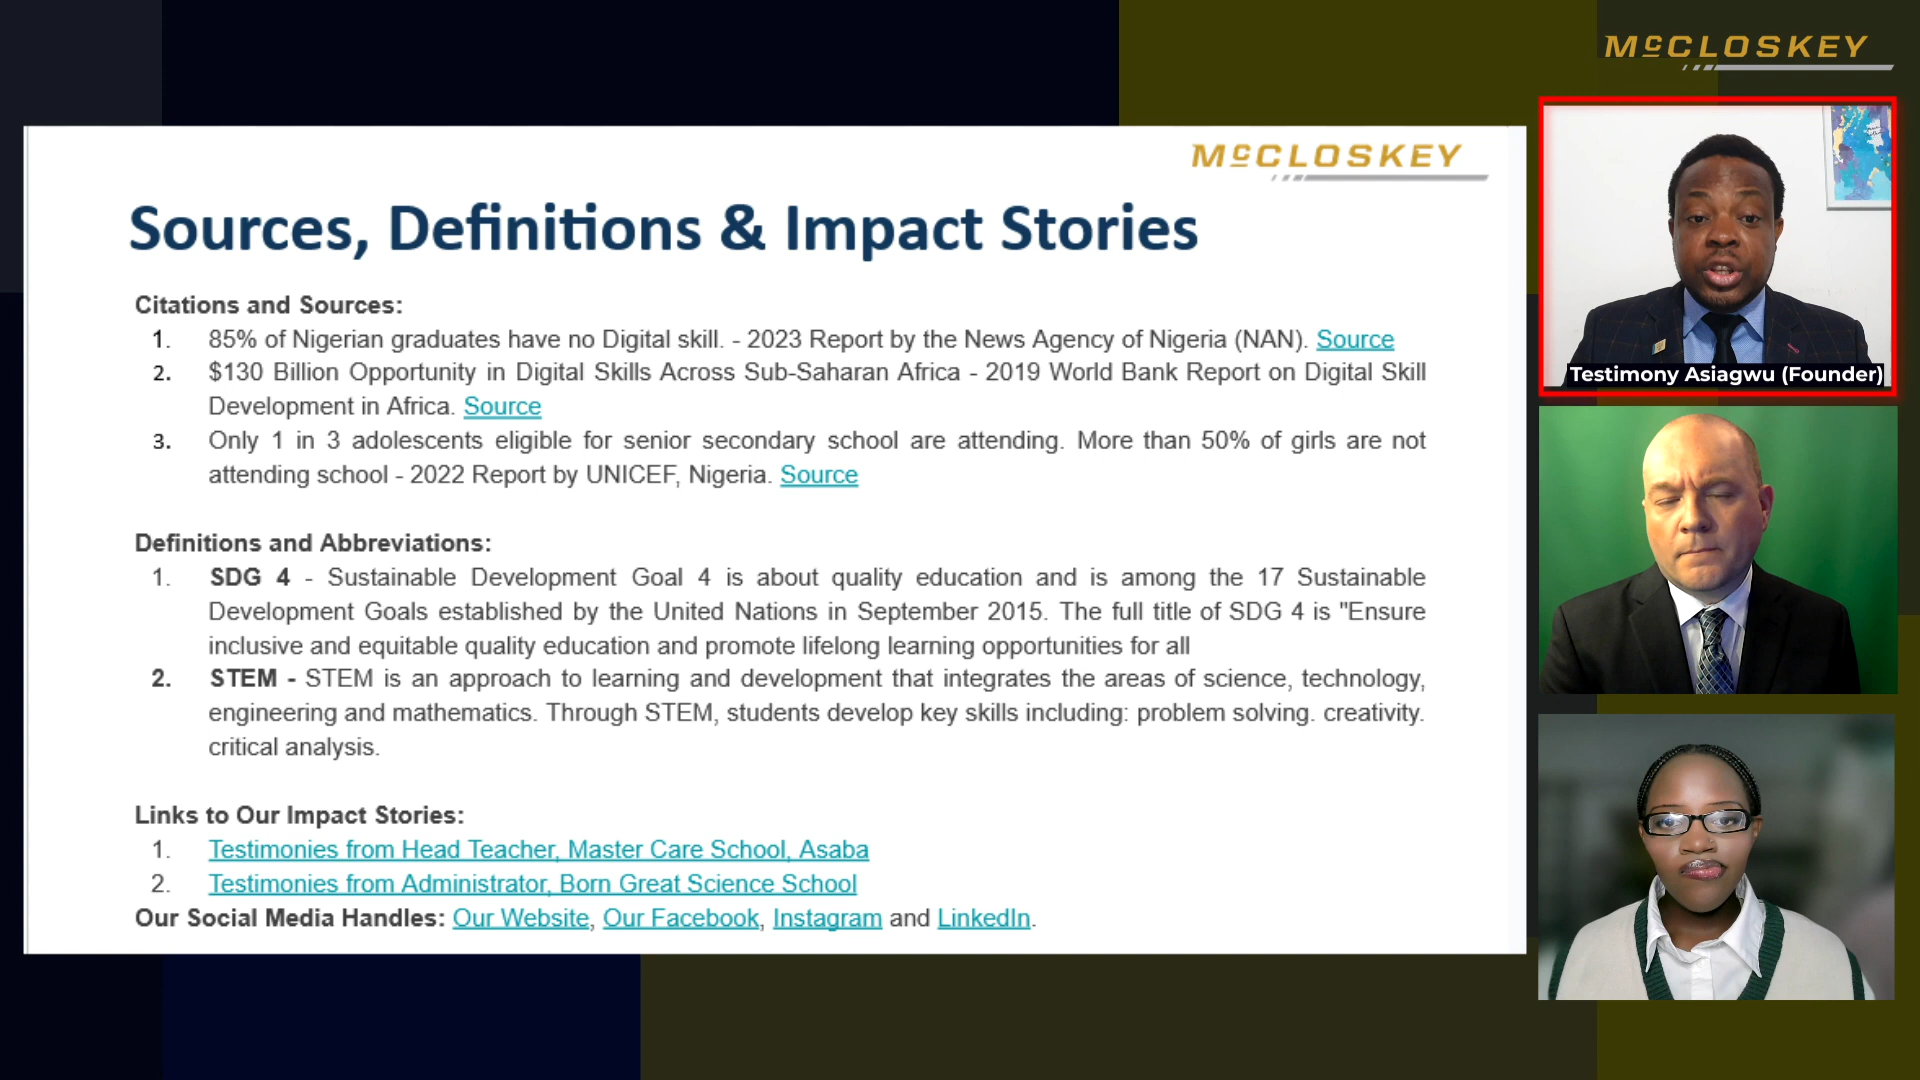 McCLOSKEY
McCLOSKEY
Sources, Definitions & Impact Stories
Citations and Sources:
1. 85% of Nigerian graduates have no Digital skill. - 2023 Report by the News Agency of Nigeria (NAN). Source
2. $130 Billion Opportunity in Digital Skills Across Sub-Saharan Africa - 2019 World Bank Report on Digital Skill
Development in Africa. Source
3. Only 1 in 3 adolescents eligible for senior secondary school are attending. More than 50% of girls are not
attending school - 2022 Report by UNICEF, Nigeria. Source
Definitions and Abbreviations:
1. SDG 4 - Sustainable Development Goal 4 is about quality education and is among the 17 Sustainable
Development Goals established by the United Nations in September 2015. The full title of SDG 4 is "Ensure
inclusive and equitable quality education and promote lifelong learning opportunities for all
2. STEM - STEM is an approach to learning and development that integrates the areas of science, technology,
engineering and mathematics. Through STEM, students develop key skills including: problem solving. creativity.
critical analysis.
Links to Our Impact Stories:
1. Testimonies from Head Teacher, Master Care School, Asaba
2. Testimonies from Administrator, Born Great Science School
Our Social Media Handles: Our Website, Our Facebook, Instagram and LinkedIn.
Testimony Asiagwu (Founder)